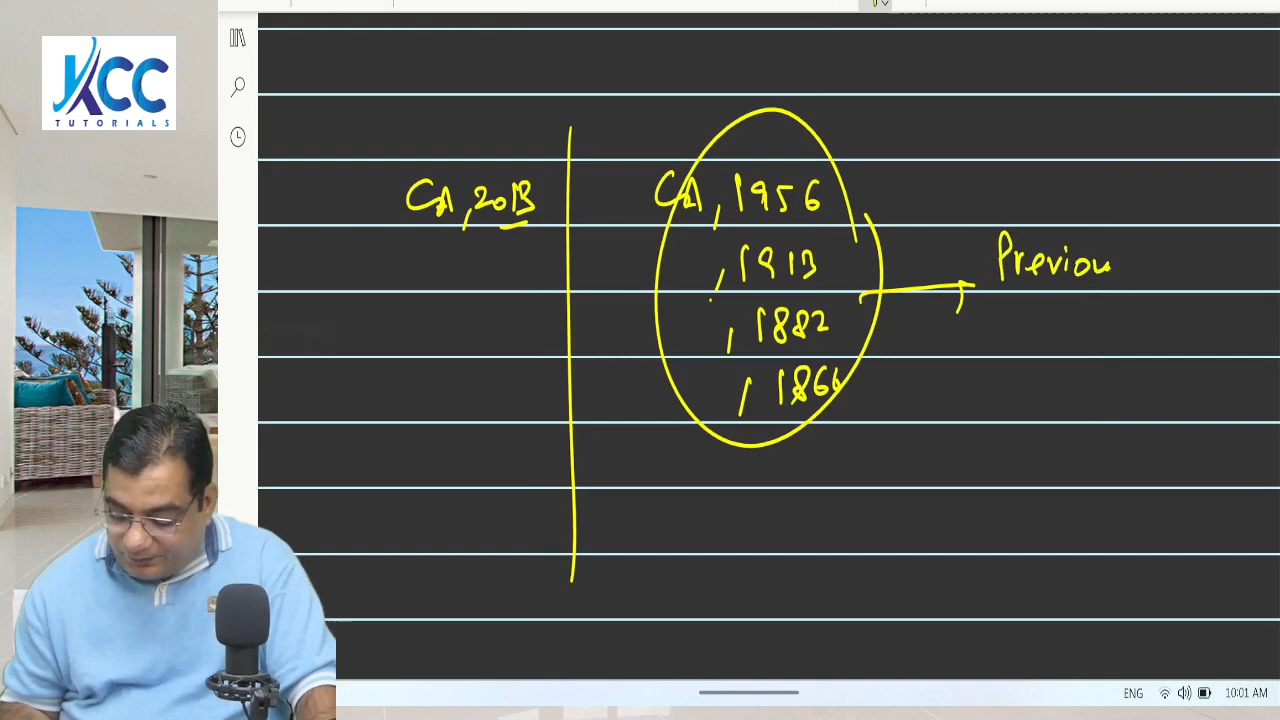 KCC
TUTORIALS
CA, 2013
CA, 1956
, 1913
, 1882
, 1866
Previou
ENG
10:01 AM